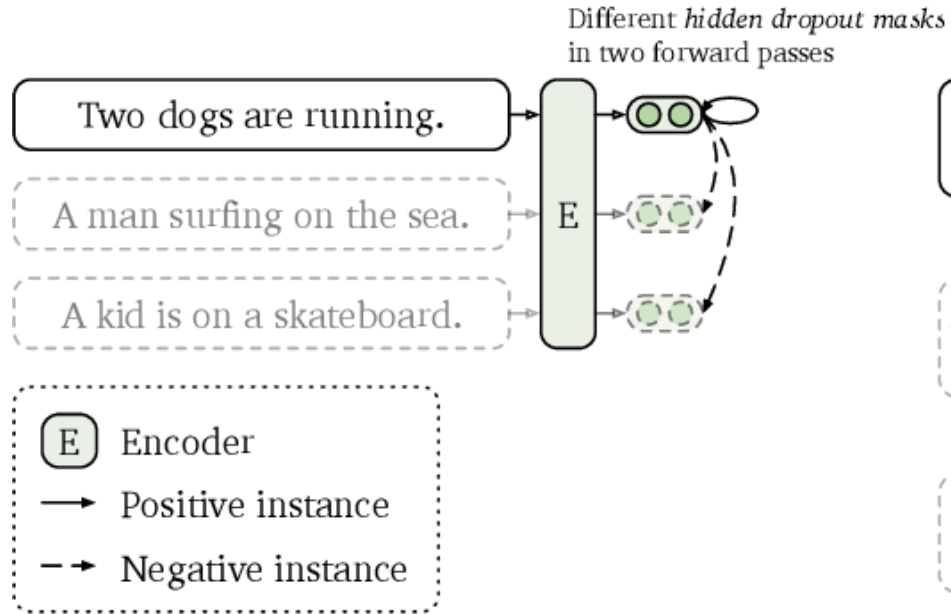 Different hidden dropout masks
in two forward passes
Two dogs are running.
A man surfing on the sea.
E
A kid is on a skateboard.
E Encoder
Positive instance
Negative instance